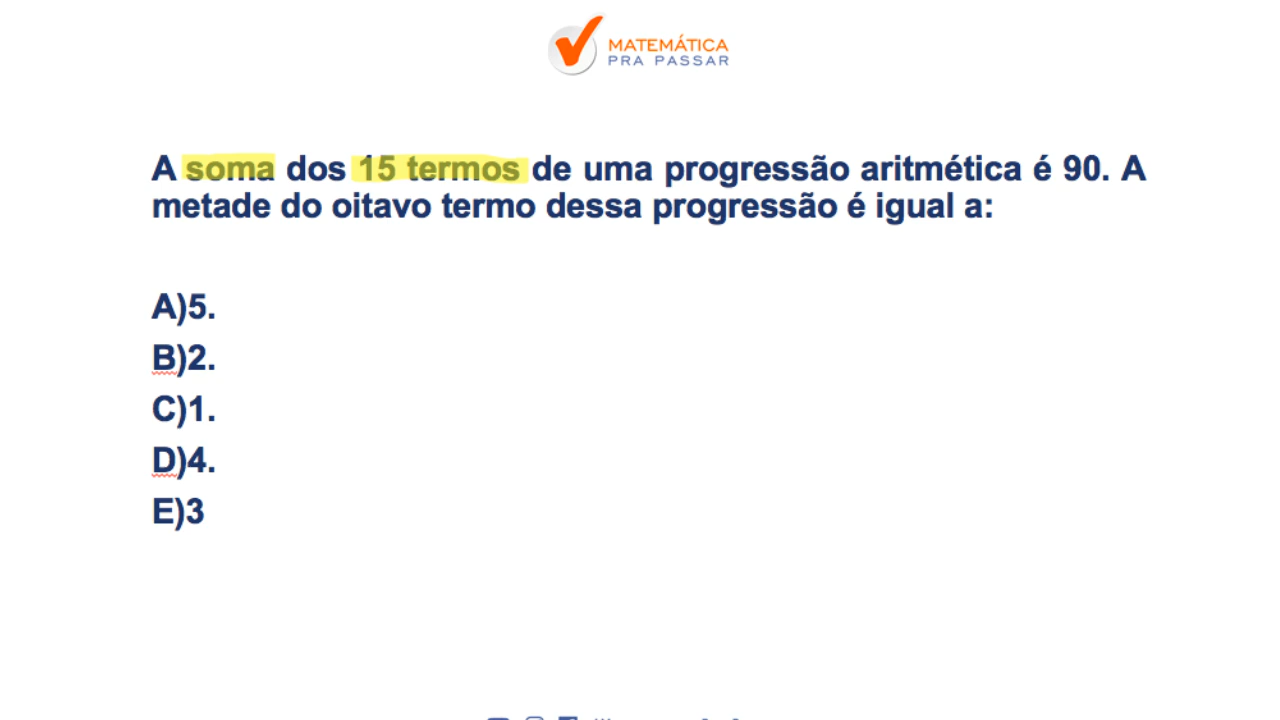 MATEMÁTICA
PRA PASSAR
A soma dos 15 termos de uma progressão aritmética é 90. A
metade do oitavo termo dessa progressão é igual a:
A)5.
B)2.
C)1.
D)4.
E)3